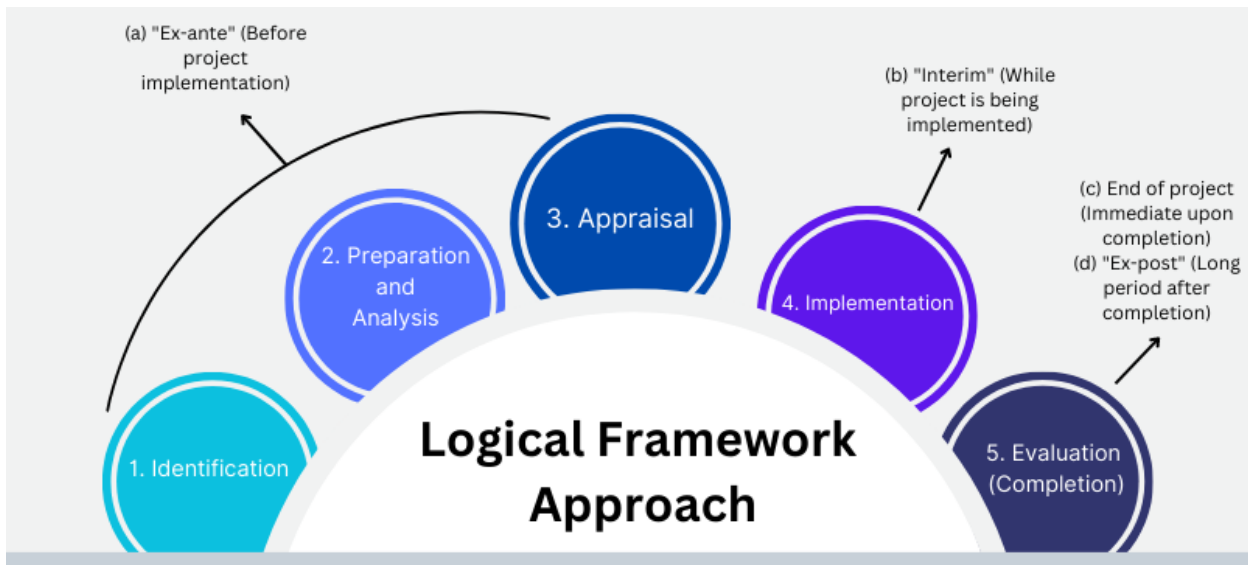 (a) "Ex-ante" (Before
project
implementation)
(b) "Interim" (While
project is being
implemented)
(c) End of project
(Immediate upon
completion)
(d) "Ex-post" (Long
period after
completion)
1. Identification
2. Preparation
and
Analysis
3. Appraisal
4. Implementation
5. Evaluation
(Completion)
Logical Framework
Approach